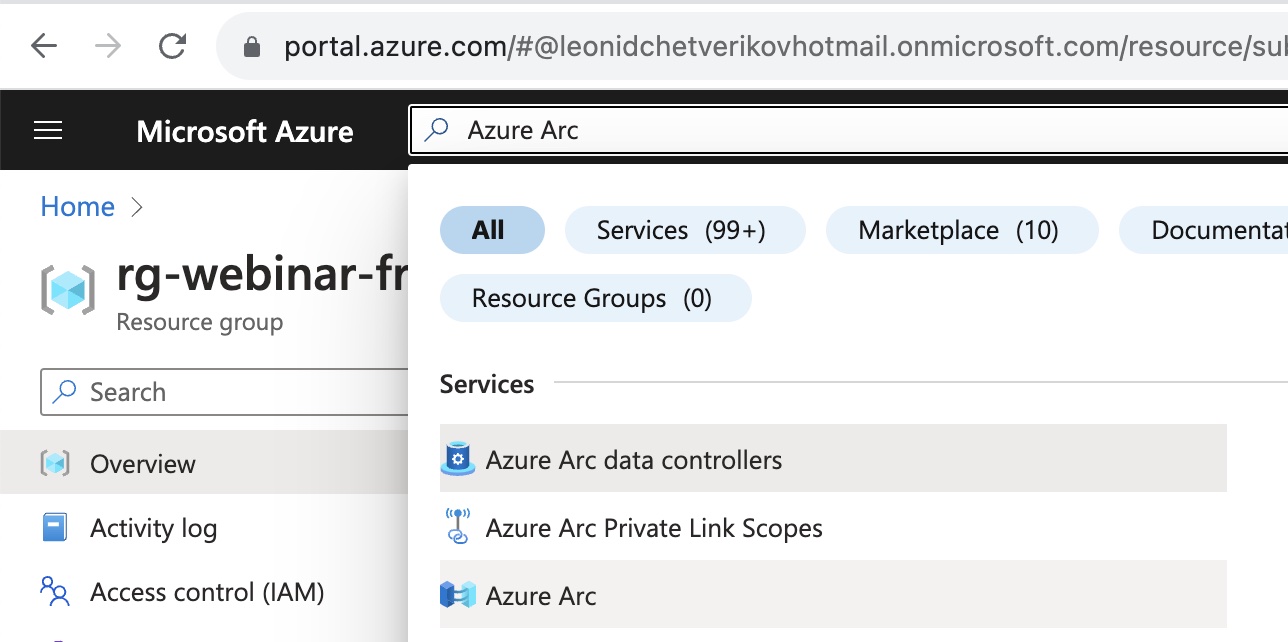 portal.azure.com/#@leonidchetverikovhotmail.onmicrosoft.com/resource/su
Microsoft Azure
Azure Arc
Home
All
Services (99+)
Marketplace (10)
Documentat
Resource Groups (0)
rg-webinar-fr
Resource group
Search
Overview
Activity log
Access control (IAM)
Services
Azure Arc data controllers
Azure Arc Private Link Scopes
Azure Arc